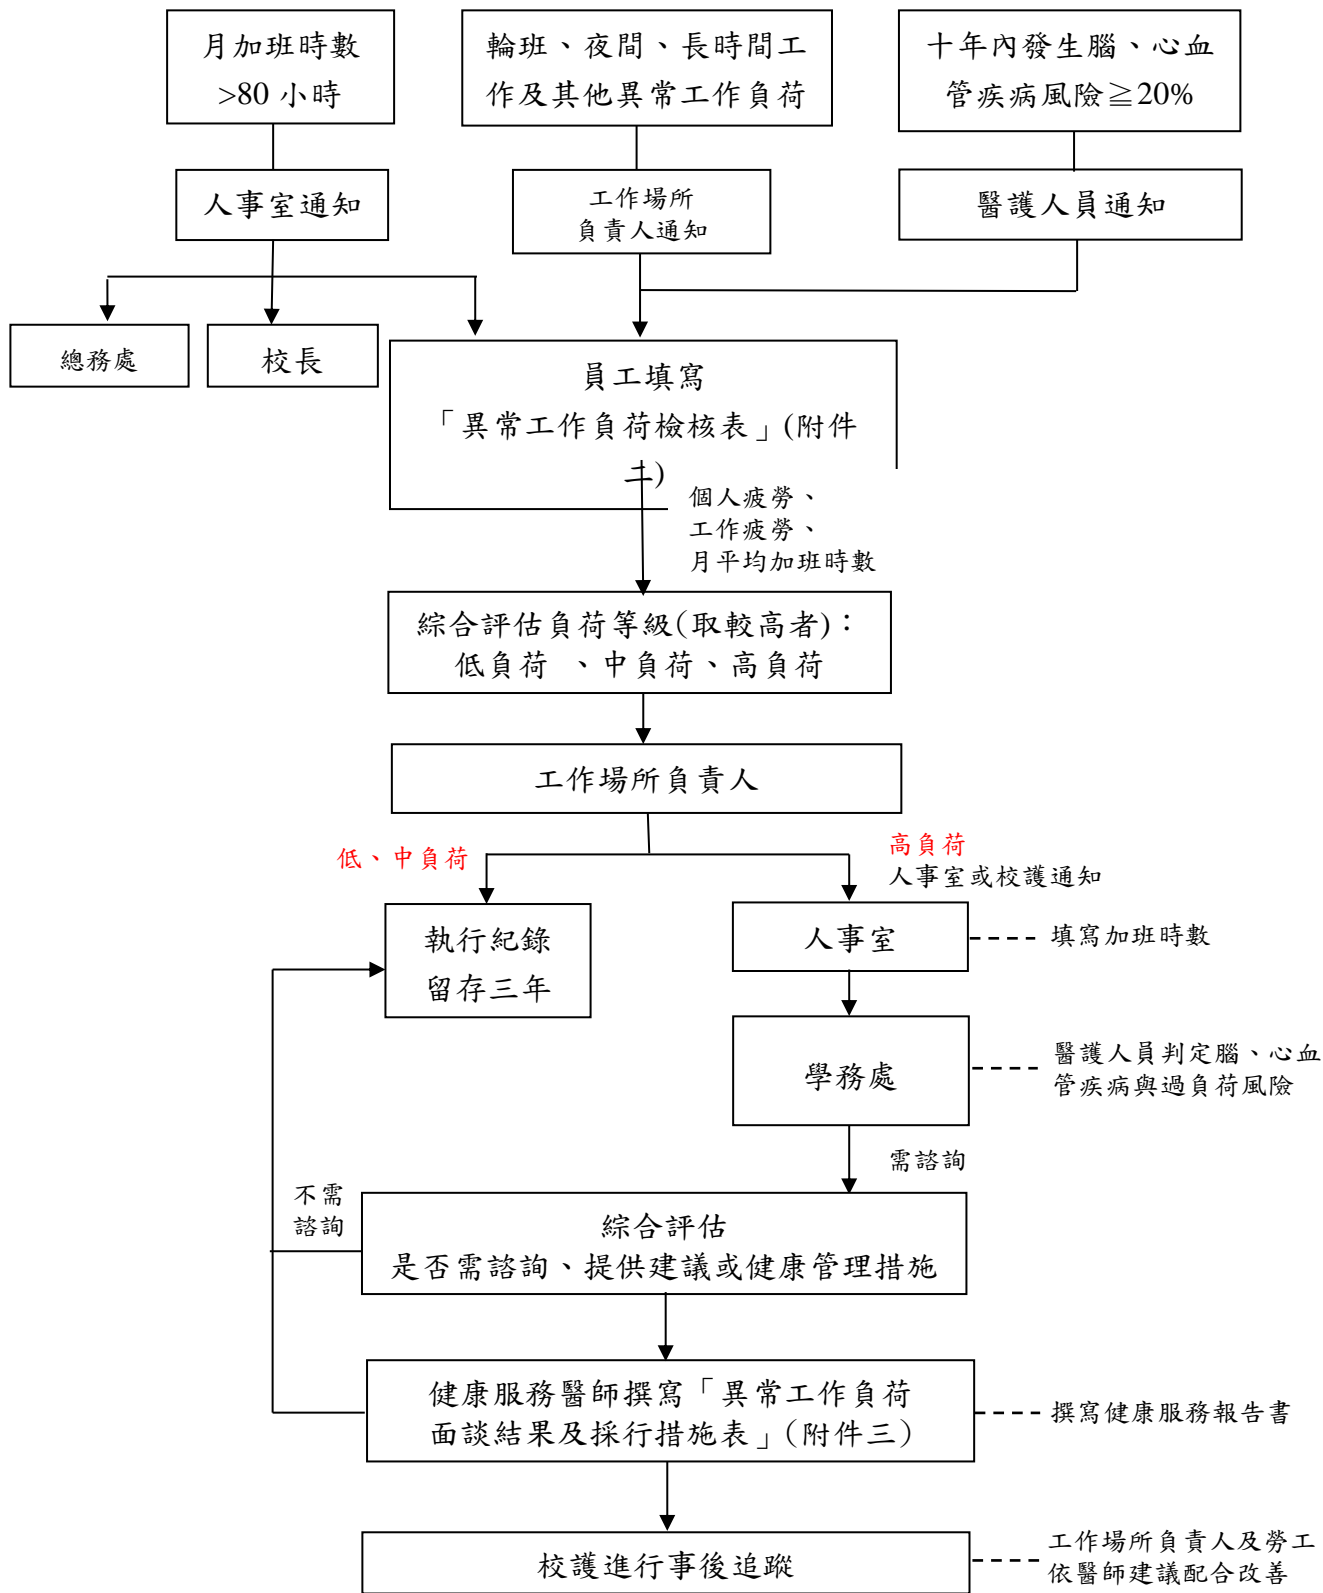 月加班時數
>80 小時
輪班、夜間、長時間工
作及其他異常工作負荷
十年內發生腦、心血
管疾病風險≧20%
人事室通知
工作場所
負責人通知
醫護人員通知
總務處
校長
員工填寫
「異常工作負荷檢核表」(附件
二)
個人疲勞、
工作疲勞、
月平均加班時數
綜合評估負荷等級(取較高者)：
低負荷 、中負荷、高負荷
工作場所負責人
低、中負荷
高負荷
人事室或校護通知
執行紀錄
留存三年
人事室
填寫加班時數
學務處
醫護人員判定腦、心血
管疾病與過負荷風險
需諮詢
不需
諮詢
綜合評估
是否需諮詢、提供建議或健康管理措施
健康服務醫師撰寫「異常工作負荷
面談結果及採行措施表」（附件三）
撰寫健康服務報告書
校護進行事後追蹤
工作場所負責人及勞工
依醫師建議配合改善